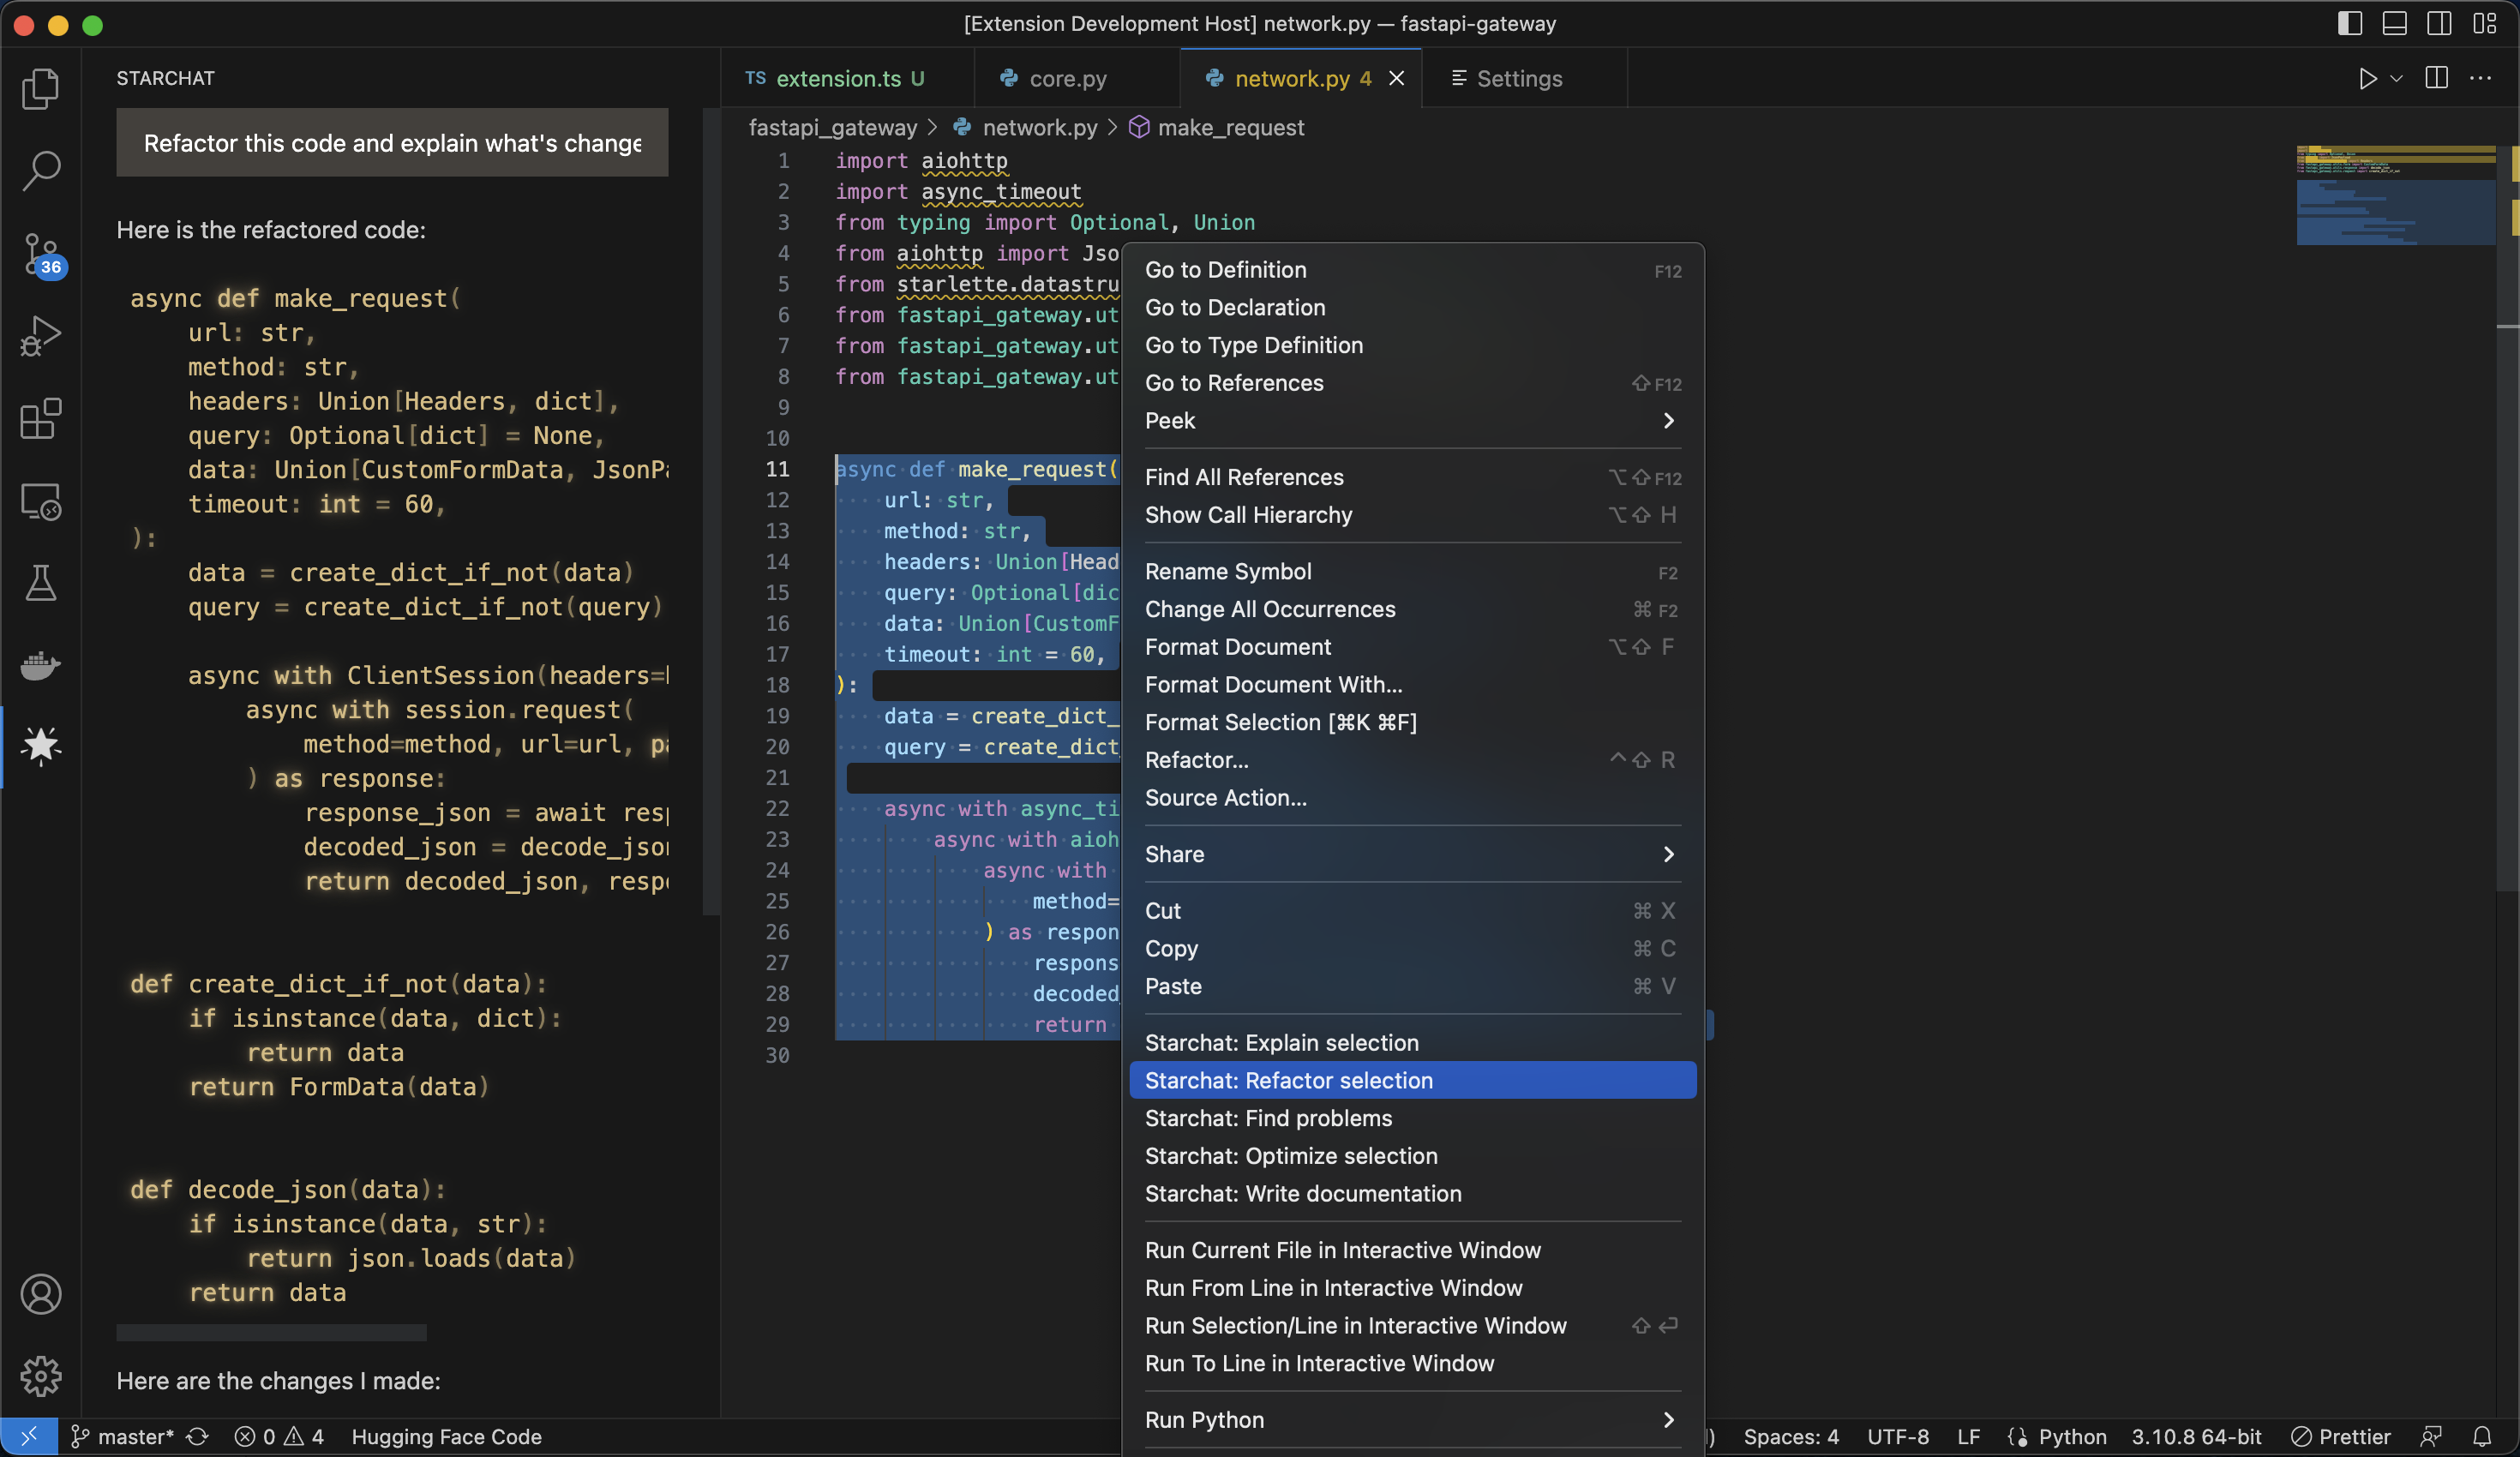 [Extension Development Host] network.py — fastapi-gateway
STARCHAT
Refactor this code and explain what's change
Here is the refactored code:
async def make_request(
url: str,
method: str,
headers: Union[Headers, dict],
query: Optional[dict] = None,
data: Union[CustomFormData, JsonPa
timeout: int = 60,
):
data = create_dict_if_not(data)
query = create_dict_if_not(query)
async with ClientSession(headers=
async with session.request(
method=method, url=url, pa
) as response:
response_json = await resp
decoded_json = decode_json
return decoded_json, respo
def create_dict_if_not(data):
if isinstance(data, dict):
return data
return FormData(data)
def decode_json(data):
if isinstance(data, str):
return json.loads(data)
return data
Here are the changes I made:
36
TS extension.ts U
core.py
network.py 4
Settings
fastapi_gateway > network.py > make_request
1 import aiohttp
2 import async_timeout
3 from typing import Optional, Union
4 from aiohttp import Jso
5 from starlette.datastru
6 from fastapi_gateway.ut
7 from fastapi_gateway.ut
8 from fastapi_gateway.ut
9
10
11 async def make_request(
12 url: str,
13 method: str,
14 headers: Union[Head
15 query: Optional[dic
16 data: Union[CustomF
17 timeout: int = 60,
18 ):
19 data = create_dict_
20 query = create_dict
21
22 async with async_ti
23 async with aioh
24 async with
25 method=
26 ) as respon
27 respons
28 decoded
29 return
30
Go to Definition F12
Go to Declaration
Go to Type Definition
Go to References ⇧F12
Peek
Find All References ⌥⇧F12
Show Call Hierarchy ⌥⇧ H
Rename Symbol F2
Change All Occurrences ⌘ F2
Format Document ⌥⇧ F
Format Document With...
Format Selection [⌘K ⌘F]
Refactor... ^⇧ R
Source Action...
Share
Cut ⌘ X
Copy ⌘ C
Paste ⌘ V
Starchat: Explain selection
Starchat: Refactor selection
Starchat: Find problems
Starchat: Optimize selection
Starchat: Write documentation
Run Current File in Interactive Window
Run From Line in Interactive Window
Run Selection/Line in Interactive Window ⇧ ↩
Run To Line in Interactive Window
Run Python
master* 0 4 Hugging Face Code ) Spaces: 4 UTF-8 LF Python 3.10.8 64-bit Prettier